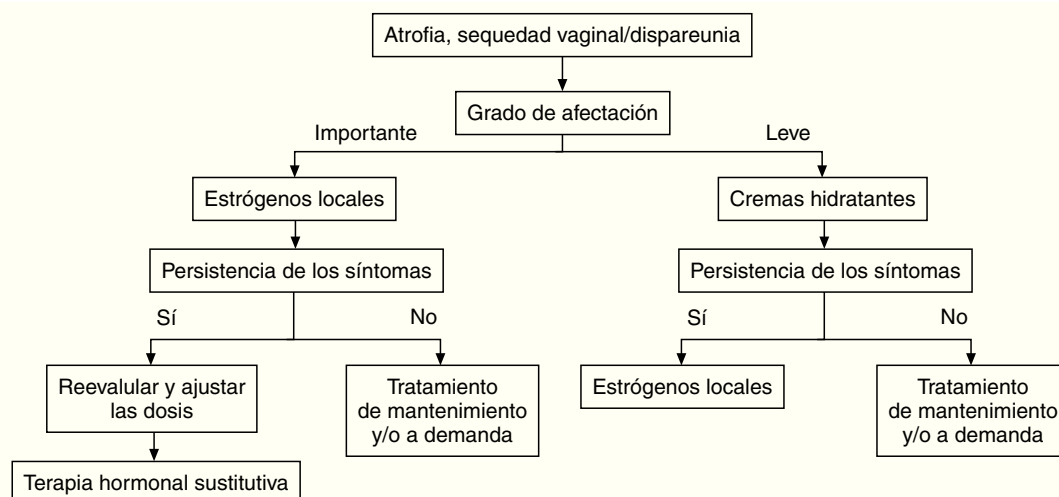 Atrofia, sequedad vaginal/dispareunia
Grado de afectación
Importante
Leve
Estrógenos locales
Cremas hidratantes
Persistencia de los síntomas
Persistencia de los síntomas
Sí
No
Sí
No
Reevalular y ajustar
las dosis
Tratamiento
de mantenimiento
y/o a demanda
Estrógenos locales
Tratamiento
de mantenimiento
y/o a demanda
Terapia hormonal sustitutiva